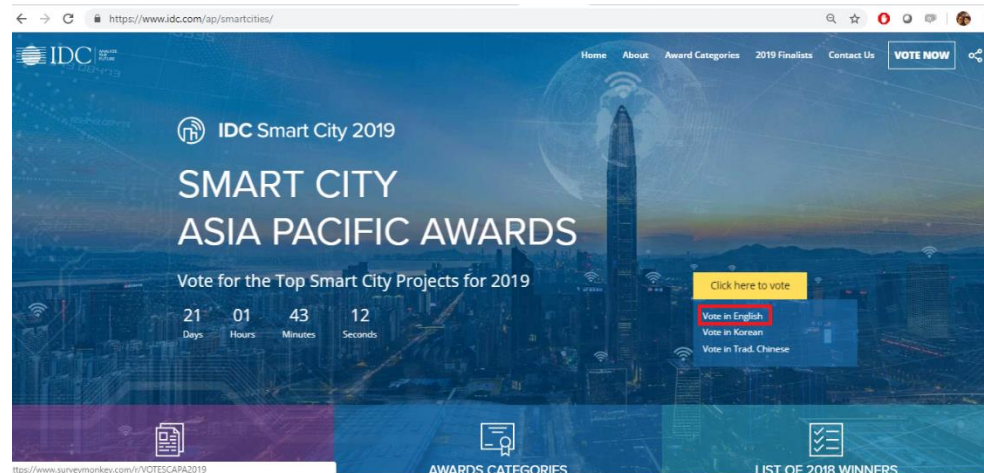 https://www.idc.com/ap/smartcities/
IDC ANALYZE THE FUTURE
Home About Award Categories 2019 Finalists Contact Us VOTE NOW
IDC Smart City 2019
SMART CITY
ASIA PACIFIC AWARDS
Vote for the Top Smart City Projects for 2019
21 01 43 12
Days Hours Minutes Seconds
Click here to vote
Vote in English
Vote in Korean
Vote in Trad. Chinese
AWARDS CATEGORIES
LIST OF 2018 WINNERS
ttps://www.surveymonkey.com/r/VOTESCAPA2019